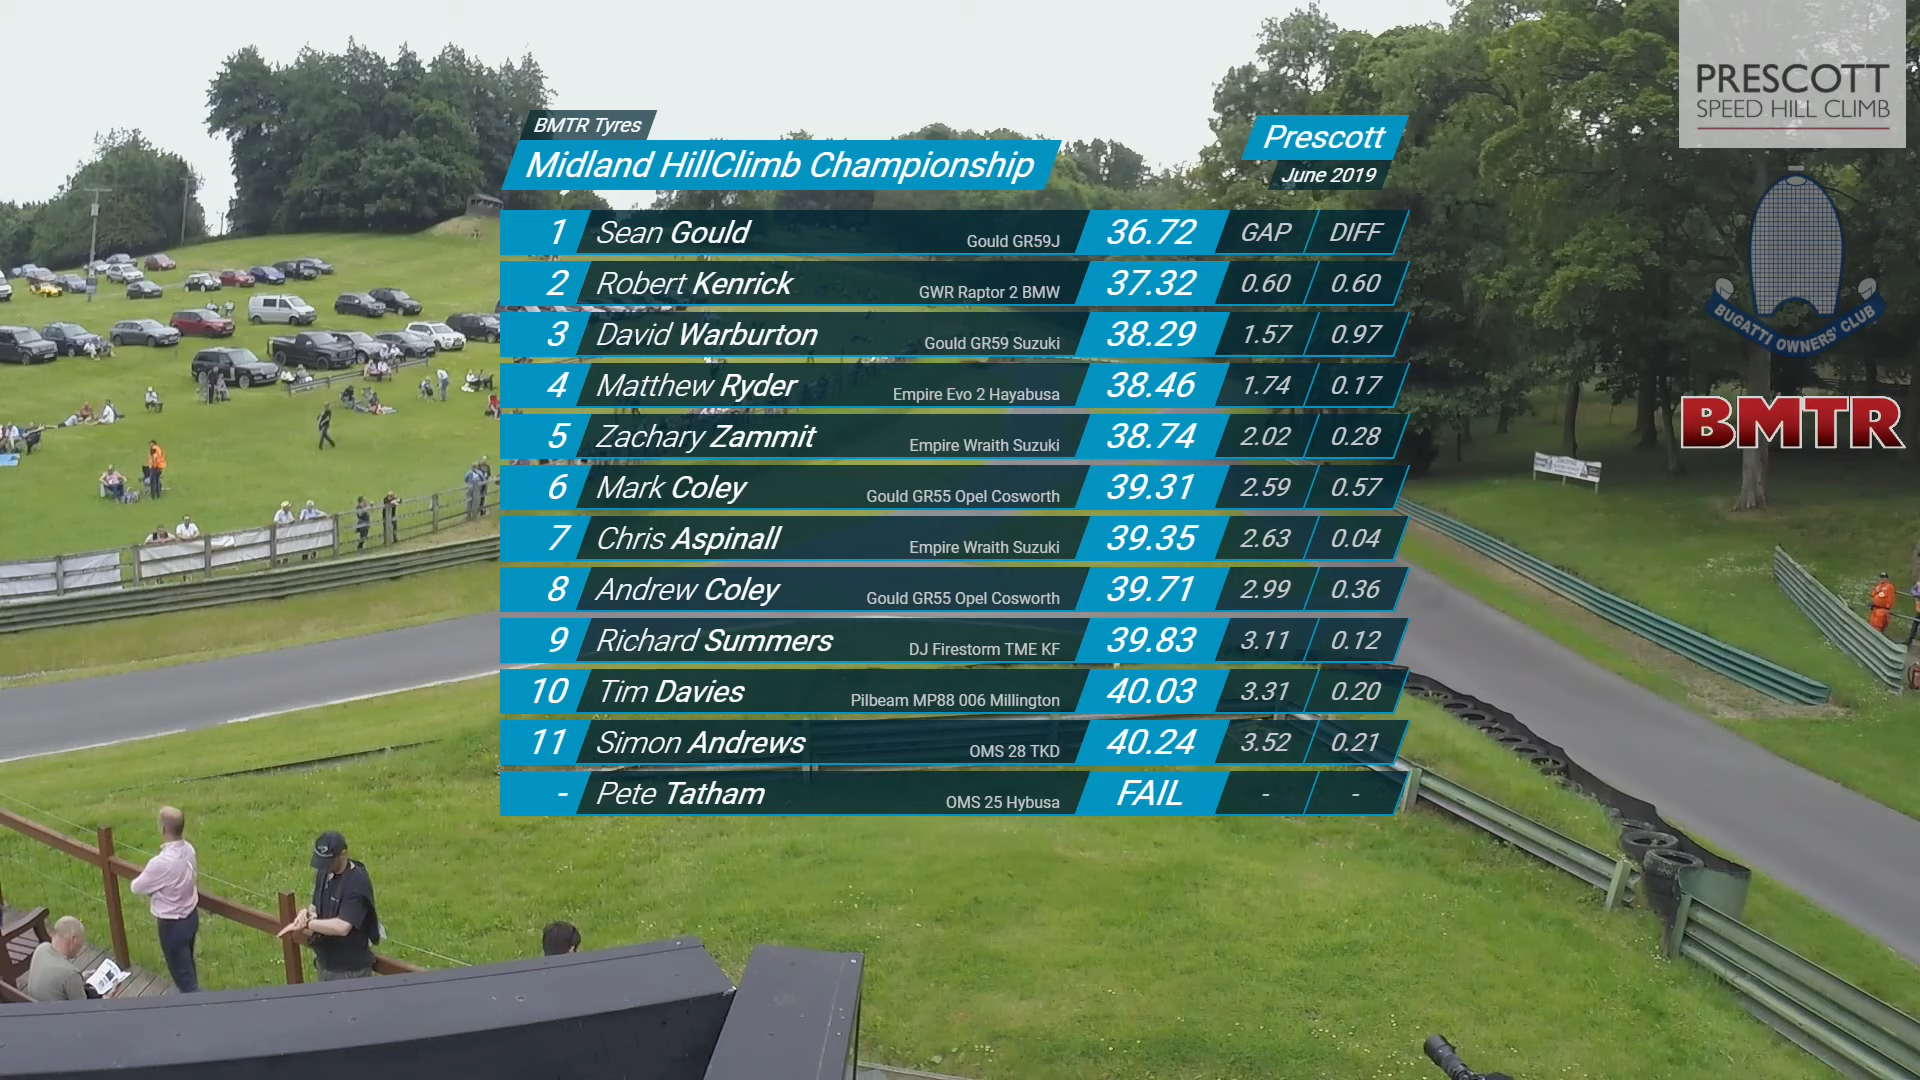 PRESCOTT
SPEED HILL CLIMB
BMTR Tyres
Midland HillClimb Championship
Prescott
June 2019
1 Sean Gould Gould GR59J 36.72 GAP DIFF
2 Robert Kenrick GWR Raptor 2 BMW 37.32 0.60 0.60
3 David Warburton Gould GR59 Suzuki 38.29 1.57 0.97
4 Matthew Ryder Empire Evo 2 Hayabusa 38.46 1.74 0.17
5 Zachary Zammit Empire Wraith Suzuki 38.74 2.02 0.28
6 Mark Coley Gould GR55 Opel Cosworth 39.31 2.59 0.57
7 Chris Aspinall Empire Wraith Suzuki 39.35 2.63 0.04
8 Andrew Coley Gould GR55 Opel Cosworth 39.71 2.99 0.36
9 Richard Summers DJ Firestorm TME KF 39.83 3.11 0.12
10 Tim Davies Pilbeam MP88 006 Millington 40.03 3.31 0.20
11 Simon Andrews OMS 28 TKD 40.24 3.52 0.21
- Pete Tatham OMS 25 Hybusa FAIL - -
BUGATTI OWNERS' CLUB
BMTR